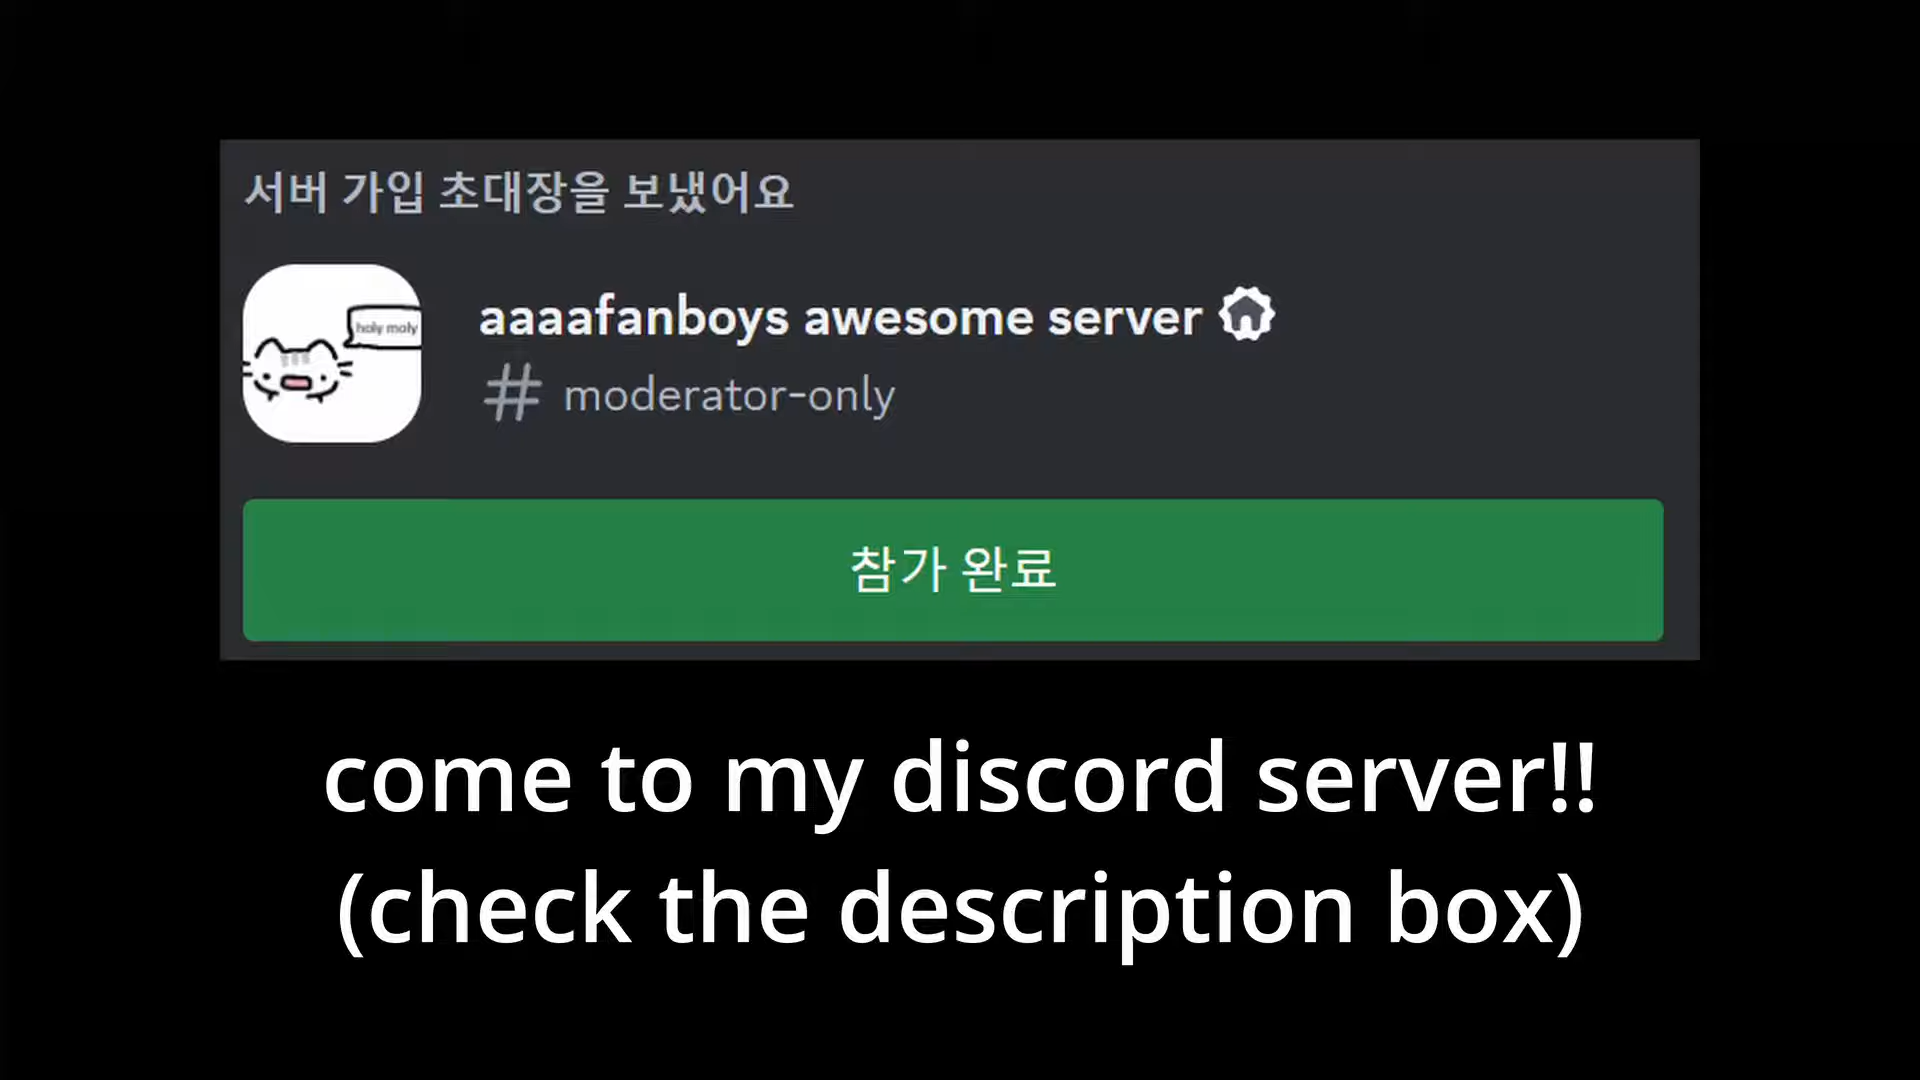 서버 가입 초대장을 보냈어요
holy moly
aaaafanboys awesome server
# moderator-only
참가 완료
come to my discord server!!
(check the description box)